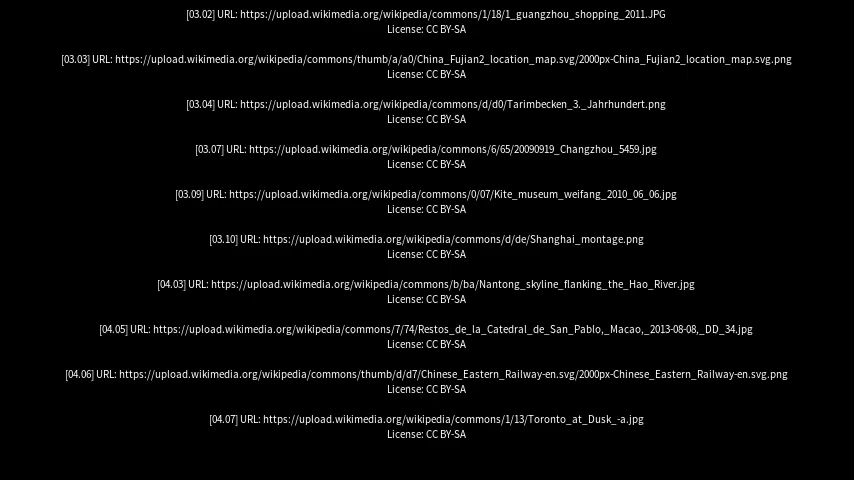 [03.02] URL: https://upload.wikimedia.org/wikipedia/commons/1/18/1_guangzhou_shopping_2011.JPG
License: CC BY-SA
[03.03] URL: https://upload.wikimedia.org/wikipedia/commons/thumb/a/a0/China_Fujian2_location_map.svg/2000px-China_Fujian2_location_map.svg.png
License: CC BY-SA
[03.04] URL: https://upload.wikimedia.org/wikipedia/commons/d/d0/Tarimbecken_3._Jahrhundert.png
License: CC BY-SA
[03.07] URL: https://upload.wikimedia.org/wikipedia/commons/6/65/20090919_Changzhou_5459.jpg
License: CC BY-SA
[03.09] URL: https://upload.wikimedia.org/wikipedia/commons/0/07/Kite_museum_weifang_2010_06_06.jpg
License: CC BY-SA
[03.10] URL: https://upload.wikimedia.org/wikipedia/commons/d/de/Shanghai_montage.png
License: CC BY-SA
[04.03] URL: https://upload.wikimedia.org/wikipedia/commons/b/ba/Nantong_skyline_flanking_the_Hao_River.jpg
License: CC BY-SA
[04.05] URL: https://upload.wikimedia.org/wikipedia/commons/7/74/Restos_de_la_Catedral_de_San_Pablo,_Macao,_2013-08-08,_DD_34.jpg
License: CC BY-SA
[04.06] URL: https://upload.wikimedia.org/wikipedia/commons/thumb/d/d7/Chinese_Eastern_Railway-en.svg/2000px-Chinese_Eastern_Railway-en.svg.png
License: CC BY-SA
[04.07] URL: https://upload.wikimedia.org/wikipedia/commons/1/13/Toronto_at_Dusk_-a.jpg
License: CC BY-SA